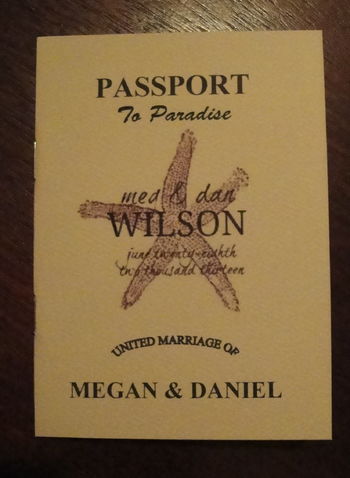 PASSPORT
To Paradise
meg & dan
WILSON
june twenty-eighth
two thousand thirteen
UNITED MARRIAGE OF
MEGAN & DANIEL